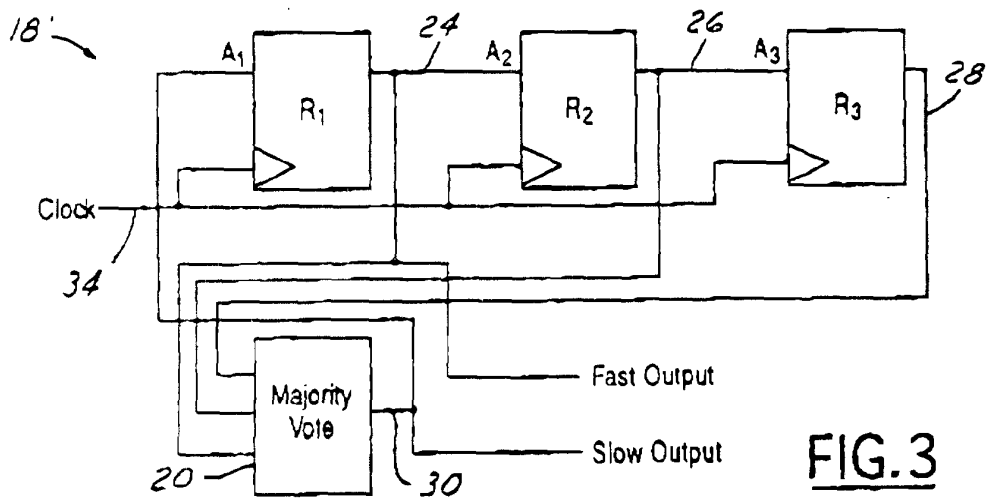 18'
A1
R1
24
A2
R2
26
A3
R3
28
Clock
34
Majority
Vote
20
30
Fast Output
Slow Output
FIG. 3